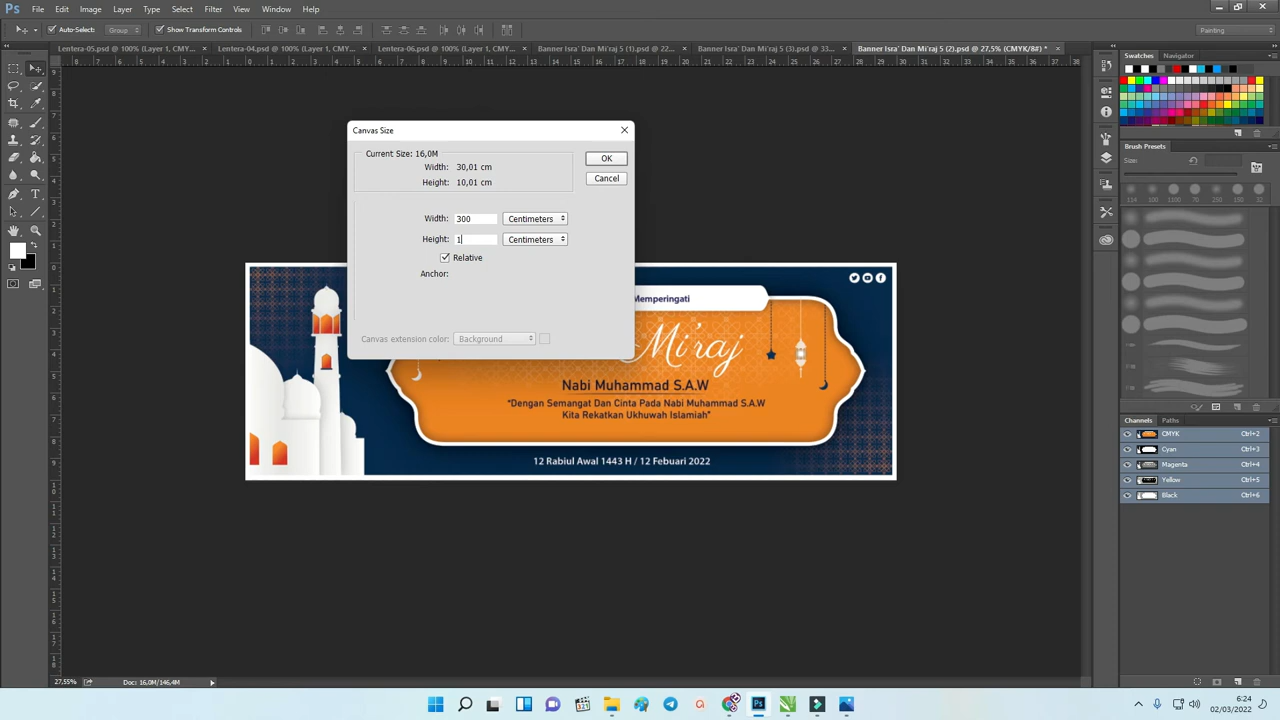 Ps File Edit Image Layer Type Select Filter View Window Help
Auto-Select: Group Show Transform Controls Painting
Lentera-05.psd @ 100% (Layer 1, CMY... × Lentera-04.psd @ 100% (Layer 1, CMY... × Lentera-06.psd @ 100% (Layer 1, CMY... × Banner Isra' Dan Mi'raj 5 (1).psd @ 22... × Banner Isra' Dan Mi'raj 5 (3).psd @ 33... × Banner Isra' Dan Mi'raj 5 (2).psd @ 27,5% (CMYK/8#) * ×
Swatches Navigator
Canvas Size
Current Size: 16,0M
Width: 30,01 cm
Height: 10,01 cm
OK
Cancel
Width: 300 Centimeters
Height: 1 Centimeters
Relative
Anchor:
Canvas extension color: Background
Memperingati
Mi'raj
Nabi Muhammad S.A.W
“Dengan Semangat Dan Cinta Pada Nabi Muhammad S.A.W
Kita Rekatkan Ukhuwah Islamiah”
12 Rabiul Awal 1443 H / 12 Febuari 2022
Brush Presets
Size:
Channels Paths
CMYK Ctrl+2
Cyan Ctrl+3
Magenta Ctrl+4
Yellow Ctrl+5
Black Ctrl+6
27,55% Doc: 16,0M/146,4M
6:24
02/03/2022